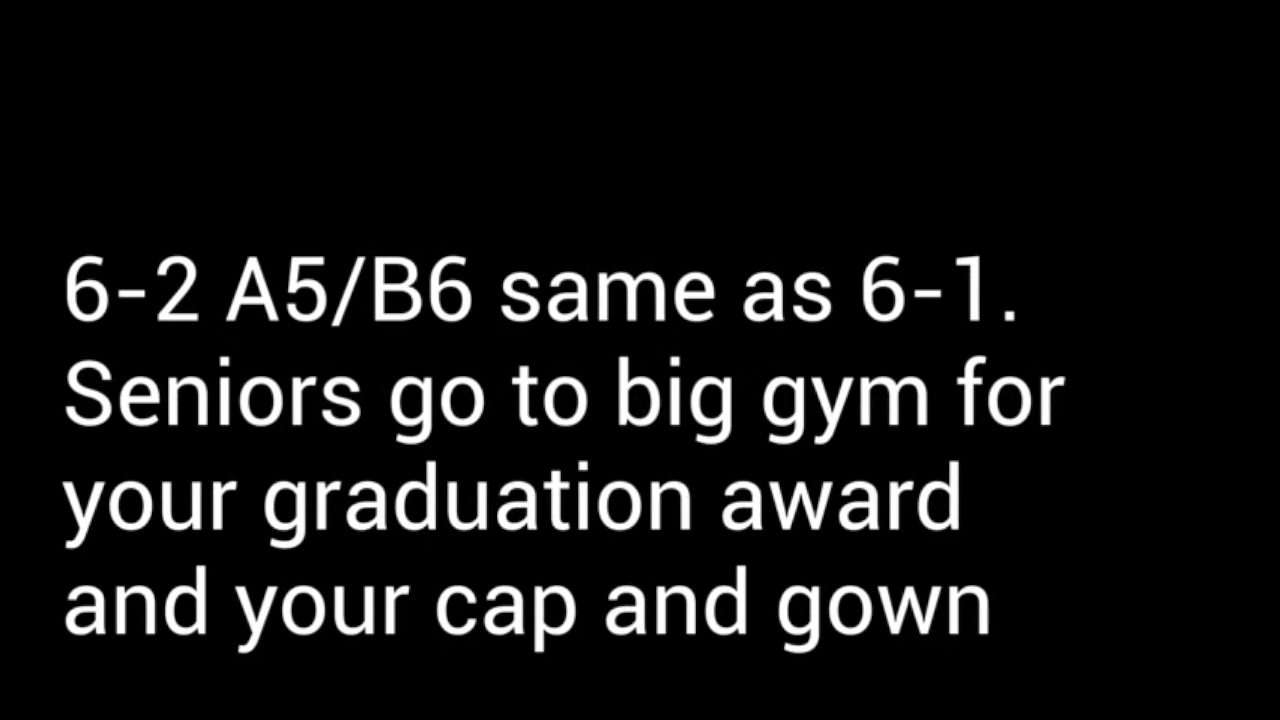 6-2 A5/B6 same as 6-1.
Seniors go to big gym for
your graduation award
and your cap and gown